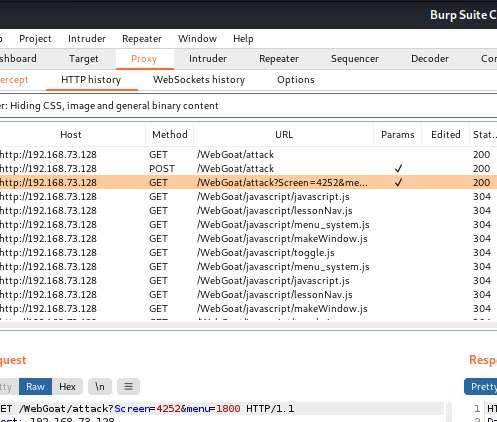 Burp Suite C
Project Intruder Repeater Window Help
shboard Target Proxy Intruder Repeater Sequencer Decoder Con
ercept HTTP history WebSockets history Options
er: Hiding CSS, image and general binary content
Host Method URL Params Edited Stat...
http://192.168.73.128 GET /WebGoat/attack 200
http://192.168.73.128 POST /WebGoat/attack ✓ 200
http://192.168.73.128 GET /WebGoat/attack?Screen=4252&me... ✓ 200
http://192.168.73.128 GET /WebGoat/javascript/javascript.js 304
http://192.168.73.128 GET /WebGoat/javascript/lessonNav.js 304
http://192.168.73.128 GET /WebGoat/javascript/menu_system.js 304
http://192.168.73.128 GET /WebGoat/javascript/makeWindow.js 304
http://192.168.73.128 GET /WebGoat/javascript/toggle.js 304
http://192.168.73.128 GET /WebGoat/javascript/menu_system.js 304
http://192.168.73.128 GET /WebGoat/javascript/javascript.js 304
http://192.168.73.128 GET /WebGoat/javascript/lessonNav.js 304
http://192.168.73.128 GET /WebGoat/javascript/makeWindow.js 304
quest Respo
tty Raw Hex \n Pretty
ET /WebGoat/attack?Screen=4252&menu=1800 HTTP/1.1 1 HT
192.168.73.128